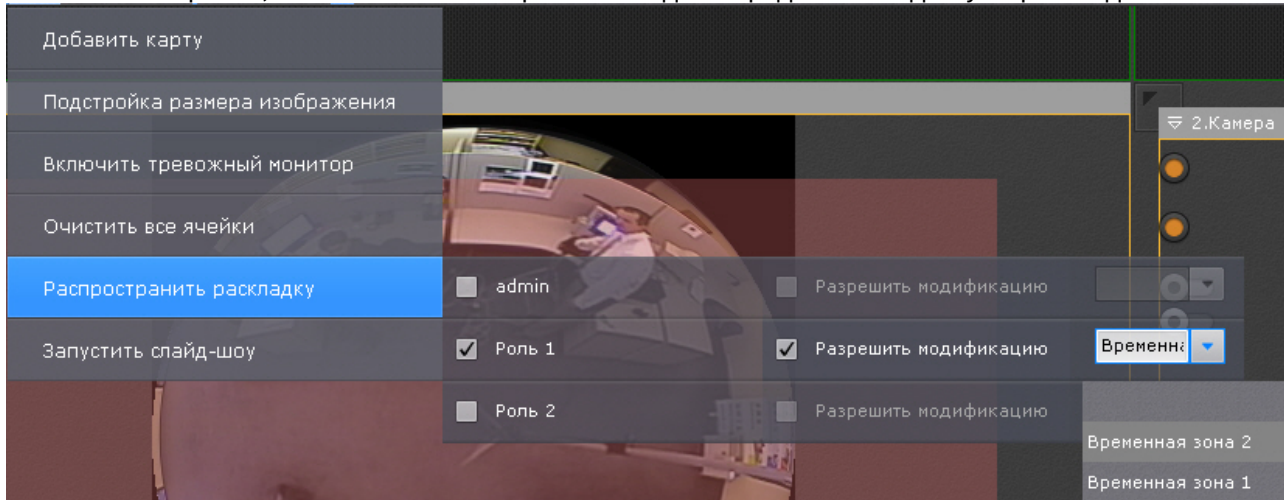 Добавить карту
Подстройка размера изображения
2.Камера
Включить тревожный монитор
Очистить все ячейки
Распространить раскладку
admin
Разрешить модификацию
Запустить слайд-шоу
Роль 1
Разрешить модификацию
Временна
Роль 2
Разрешить модификацию
Временная зона 2
Временная зона 1